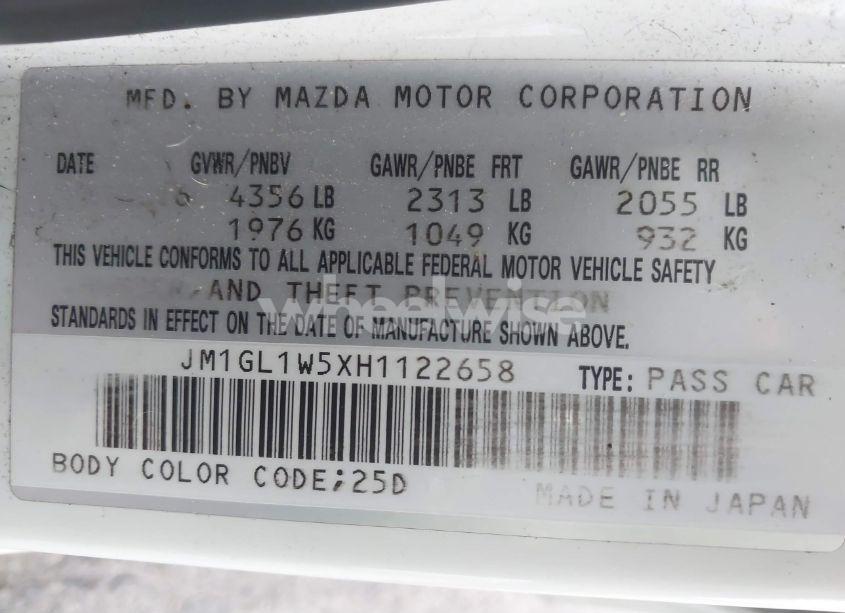 MFD. BY MAZDA MOTOR CORPORATION
DATE GVWR/PNBV GAWR/PNBE FRT GAWR/PNBE RR
6 4356 LB 2313 LB 2055 LB
1976 KG 1049 KG 932 KG
THIS VEHICLE CONFORMS TO ALL APPLICABLE FEDERAL MOTOR VEHICLE SAFETY
AND THEFT PREVENTION
wheelwise
STANDARDS IN EFFECT ON THE DATE OF MANUFACTURE SHOWN ABOVE.
JM1GL1W5XH1122658 TYPE: PASS CAR
BODY COLOR CODE;25D
MADE IN JAPAN